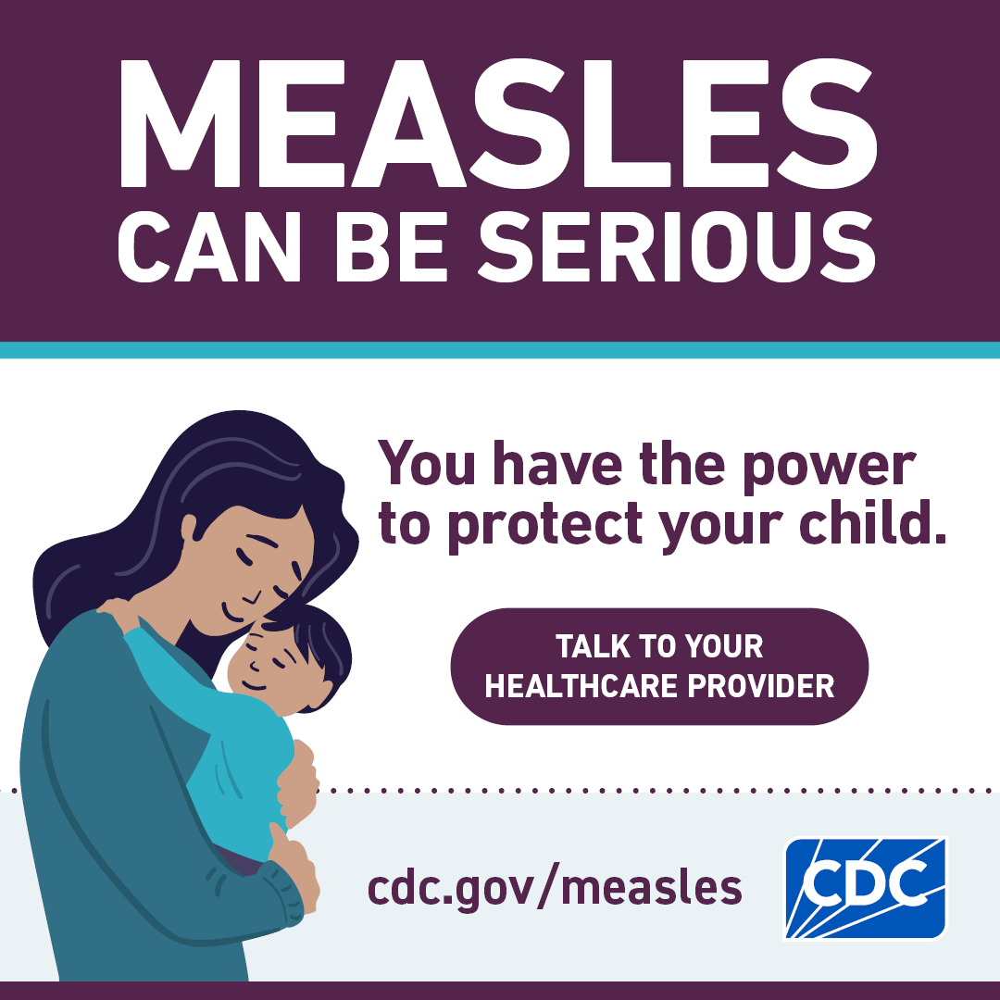 MEASLES
CAN BE SERIOUS
You have the power
to protect your child.
TALK TO YOUR
HEALTHCARE PROVIDER
cdc.gov/measles
CDC